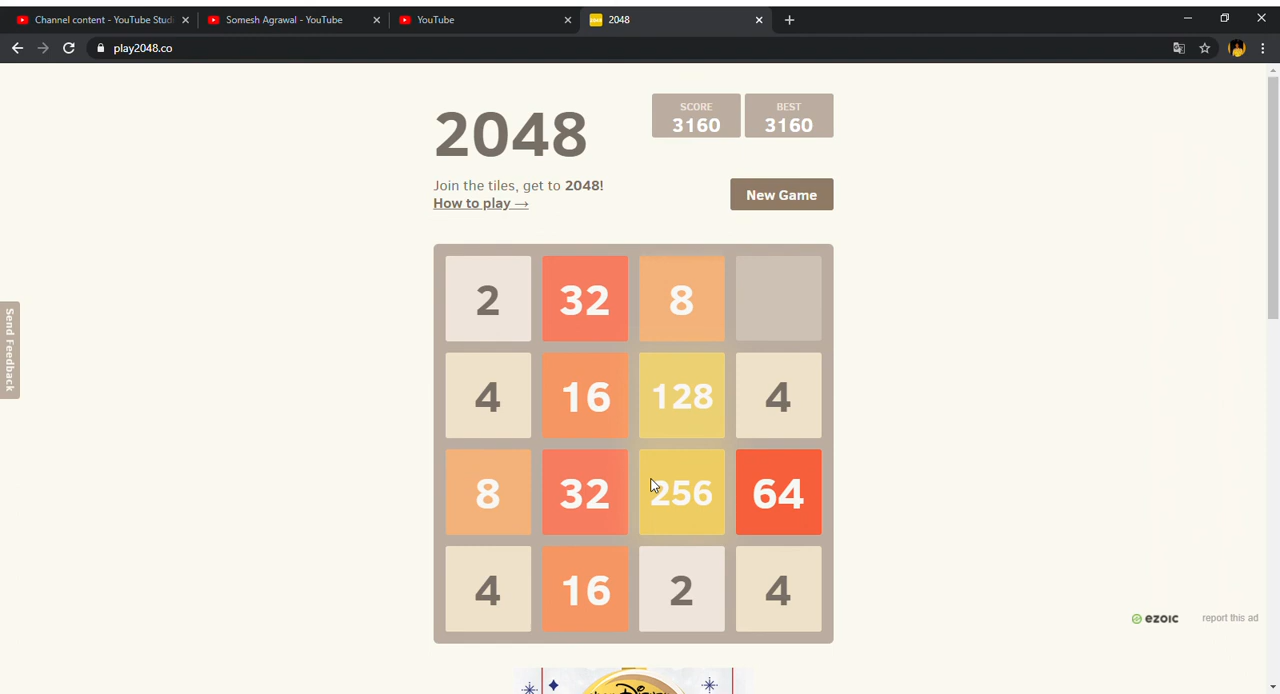 Channel content - YouTube Studi
Somesh Agrawal - YouTube
YouTube
2048
play2048.co
2048
SCORE
3160
BEST
3160
Join the tiles, get to 2048!
How to play →
New Game
Send Feedback
2 32 8
4 16 128 4
8 32 256 64
4 16 2 4
ezoic
report this ad